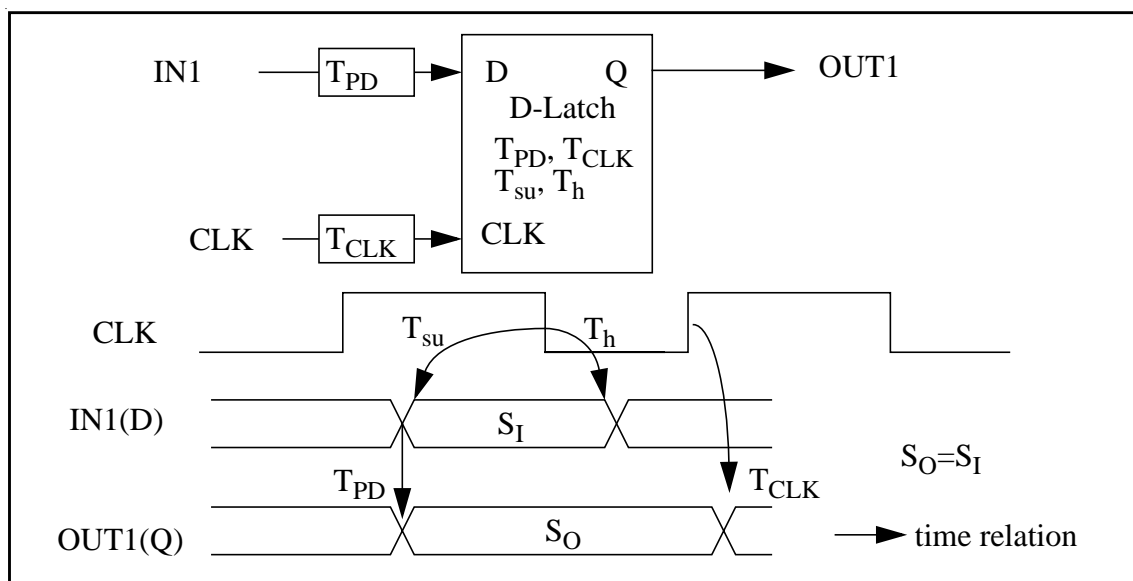 IN1
T_PD
D
Q
OUT1
D-Latch
T_PD, T_CLK
T_su, T_h
CLK
T_CLK
CLK
CLK
T_su
T_h
IN1(D)
S_I
S_O=S_I
T_PD
T_CLK
OUT1(Q)
S_O
time relation